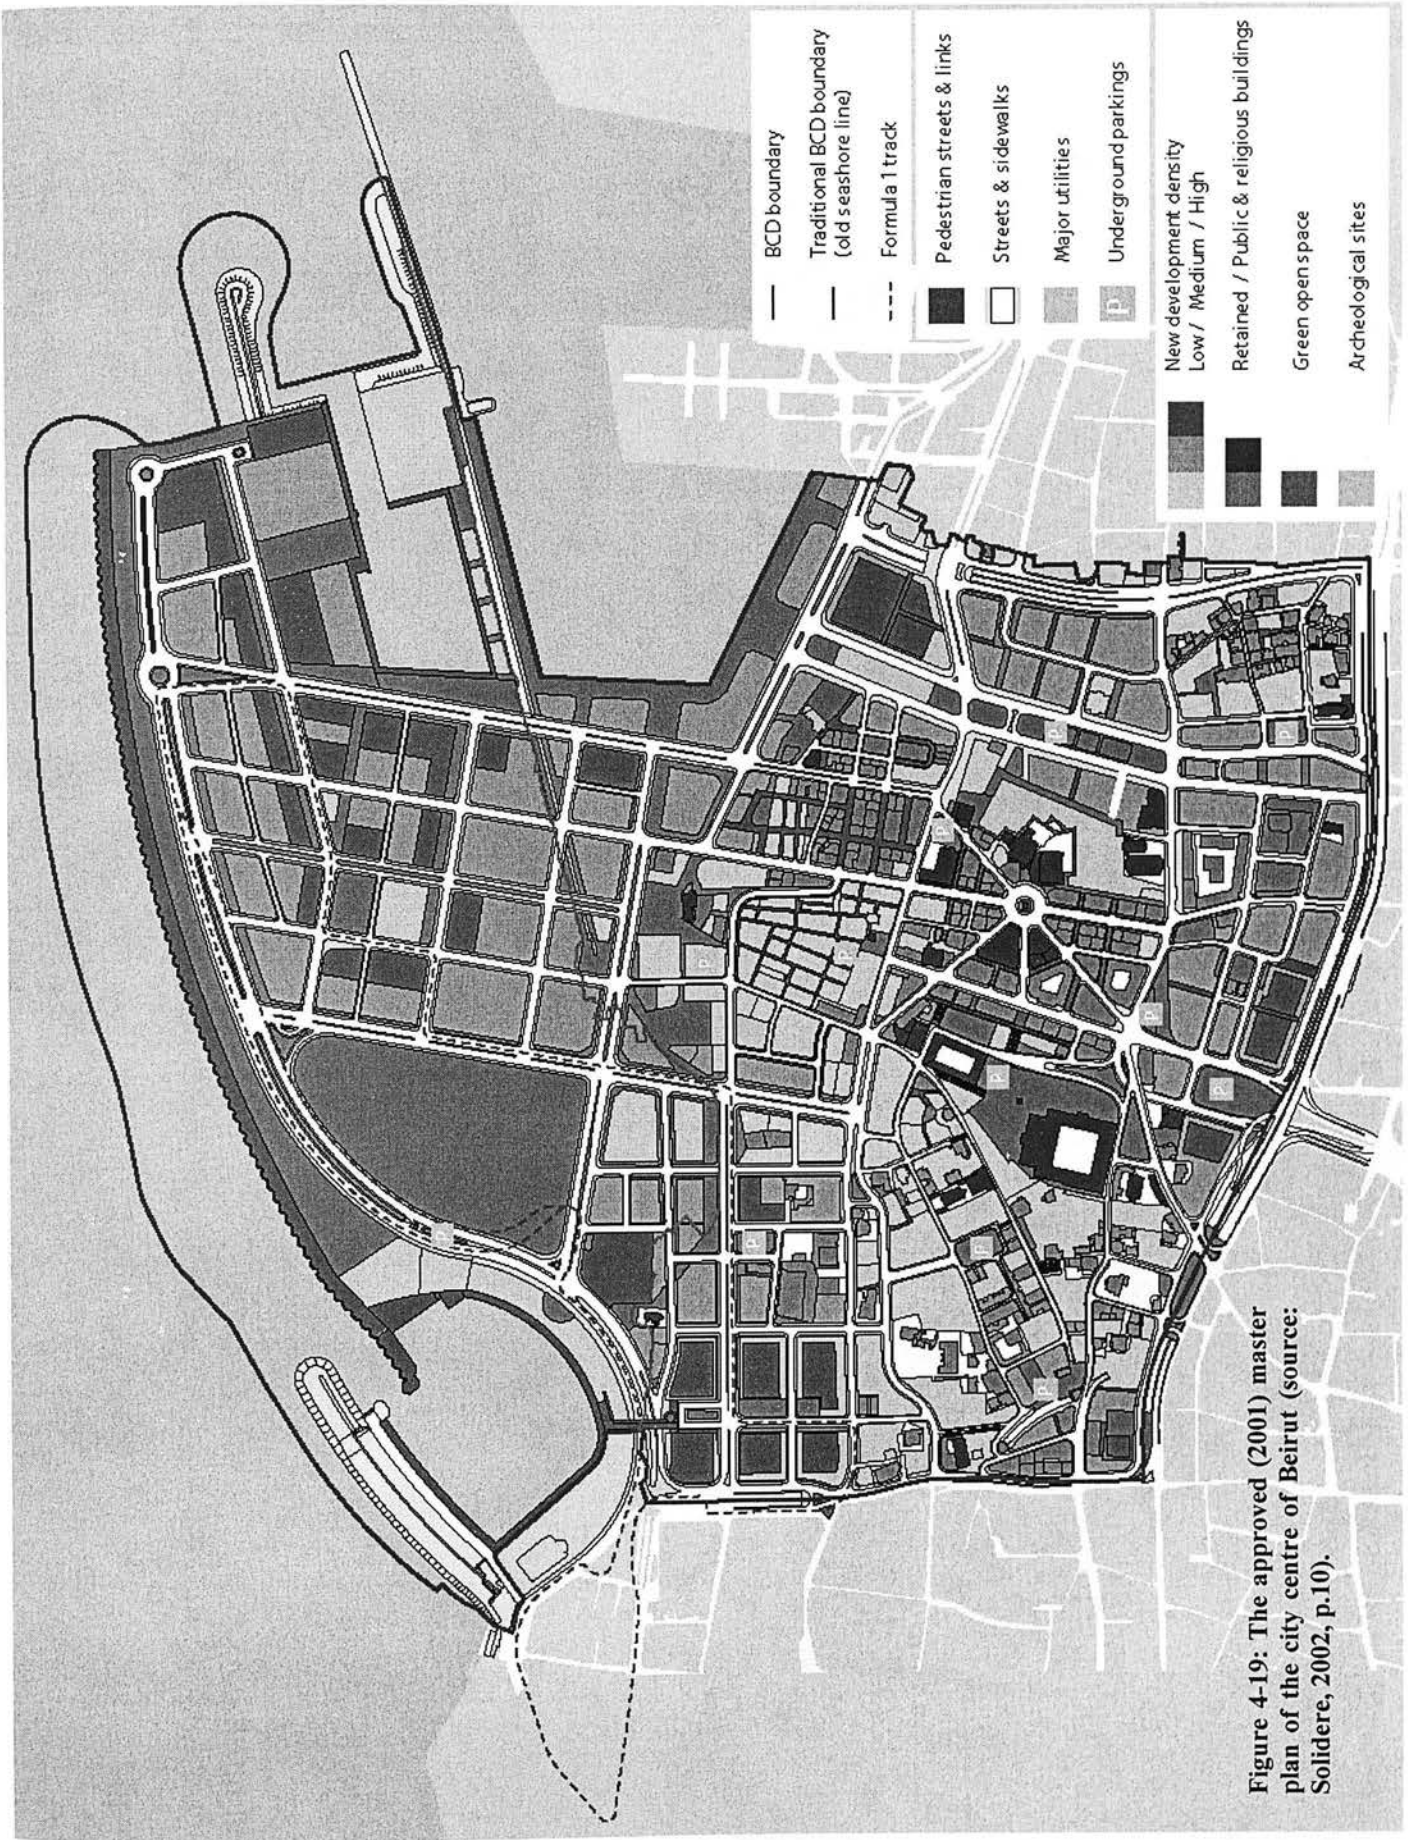 BCD boundary
Traditional BCD boundary
(old seashore line)
Formula 1 track
Pedestrian streets & links
Streets & sidewalks
Major utilities
P
Underground parkings
New development density
Low / Medium / High
Retained / Public & religious buildings
Green open space
Archeological sites
P
P
P
P
P
P
P
P
P
P
P
P
Figure 4-19: The approved (2001) master
plan of the city centre of Beirut (source:
Solidere, 2002, p.10).